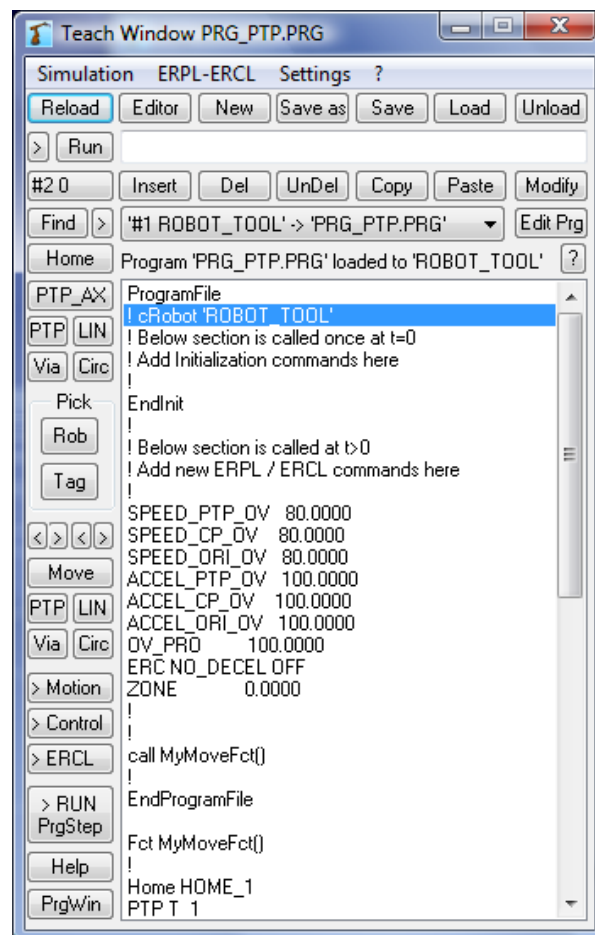 Teach Window PRG_PTP.PRG
Simulation ERPL-ERCL Settings ?
Reload Editor New Save as Save Load Unload
> Run
#2 0 Insert Del UnDel Copy Paste Modify
Find > '#1 ROBOT_TOOL' -> 'PRG_PTP.PRG' Edit Prg
Home Program 'PRG_PTP.PRG' loaded to 'ROBOT_TOOL' ?
PTP_AX
PTP LIN
Via Circ
Pick
Rob
Tag
< > < >
Move
PTP LIN
Via Circ
> Motion
> Control
> ERCL
> RUN
PrgStep
Help
PrgWin
ProgramFile
! cRobot 'ROBOT_TOOL'
! Below section is called once at t=0
! Add Initialization commands here
!
EndInit
!
! Below section is called at t>0
! Add new ERPL / ERCL commands here
!
SPEED_PTP_OV 80.0000
SPEED_CP_OV 80.0000
SPEED_ORI_OV 80.0000
ACCEL_PTP_OV 100.0000
ACCEL_CP_OV 100.0000
ACCEL_ORI_OV 100.0000
OV_PRO 100.0000
ERC NO_DECEL OFF
ZONE 0.0000
!
!
call MyMoveFct()
!
EndProgramFile
Fct MyMoveFct()
!
Home HOME_1
PTP T_1